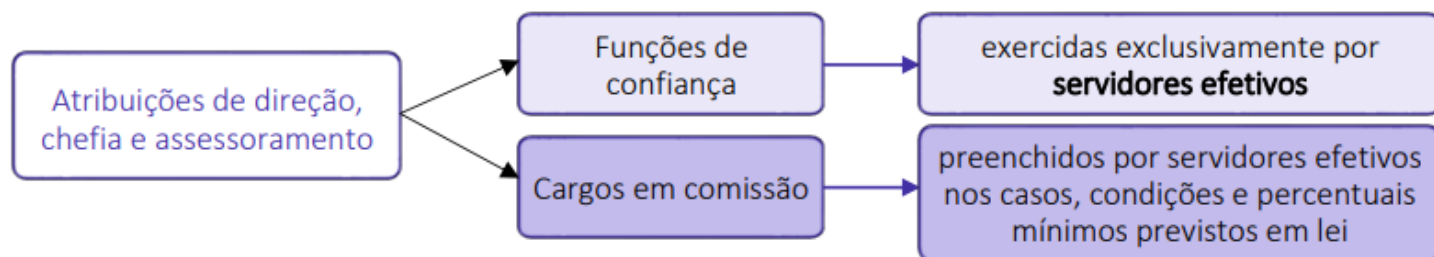 Atribuições de direção,
chefia e assessoramento
Funções de
confiança
exercidas exclusivamente por
servidores efetivos
Cargos em comissão
preenchidos por servidores efetivos
nos casos, condições e percentuais
mínimos previstos em lei